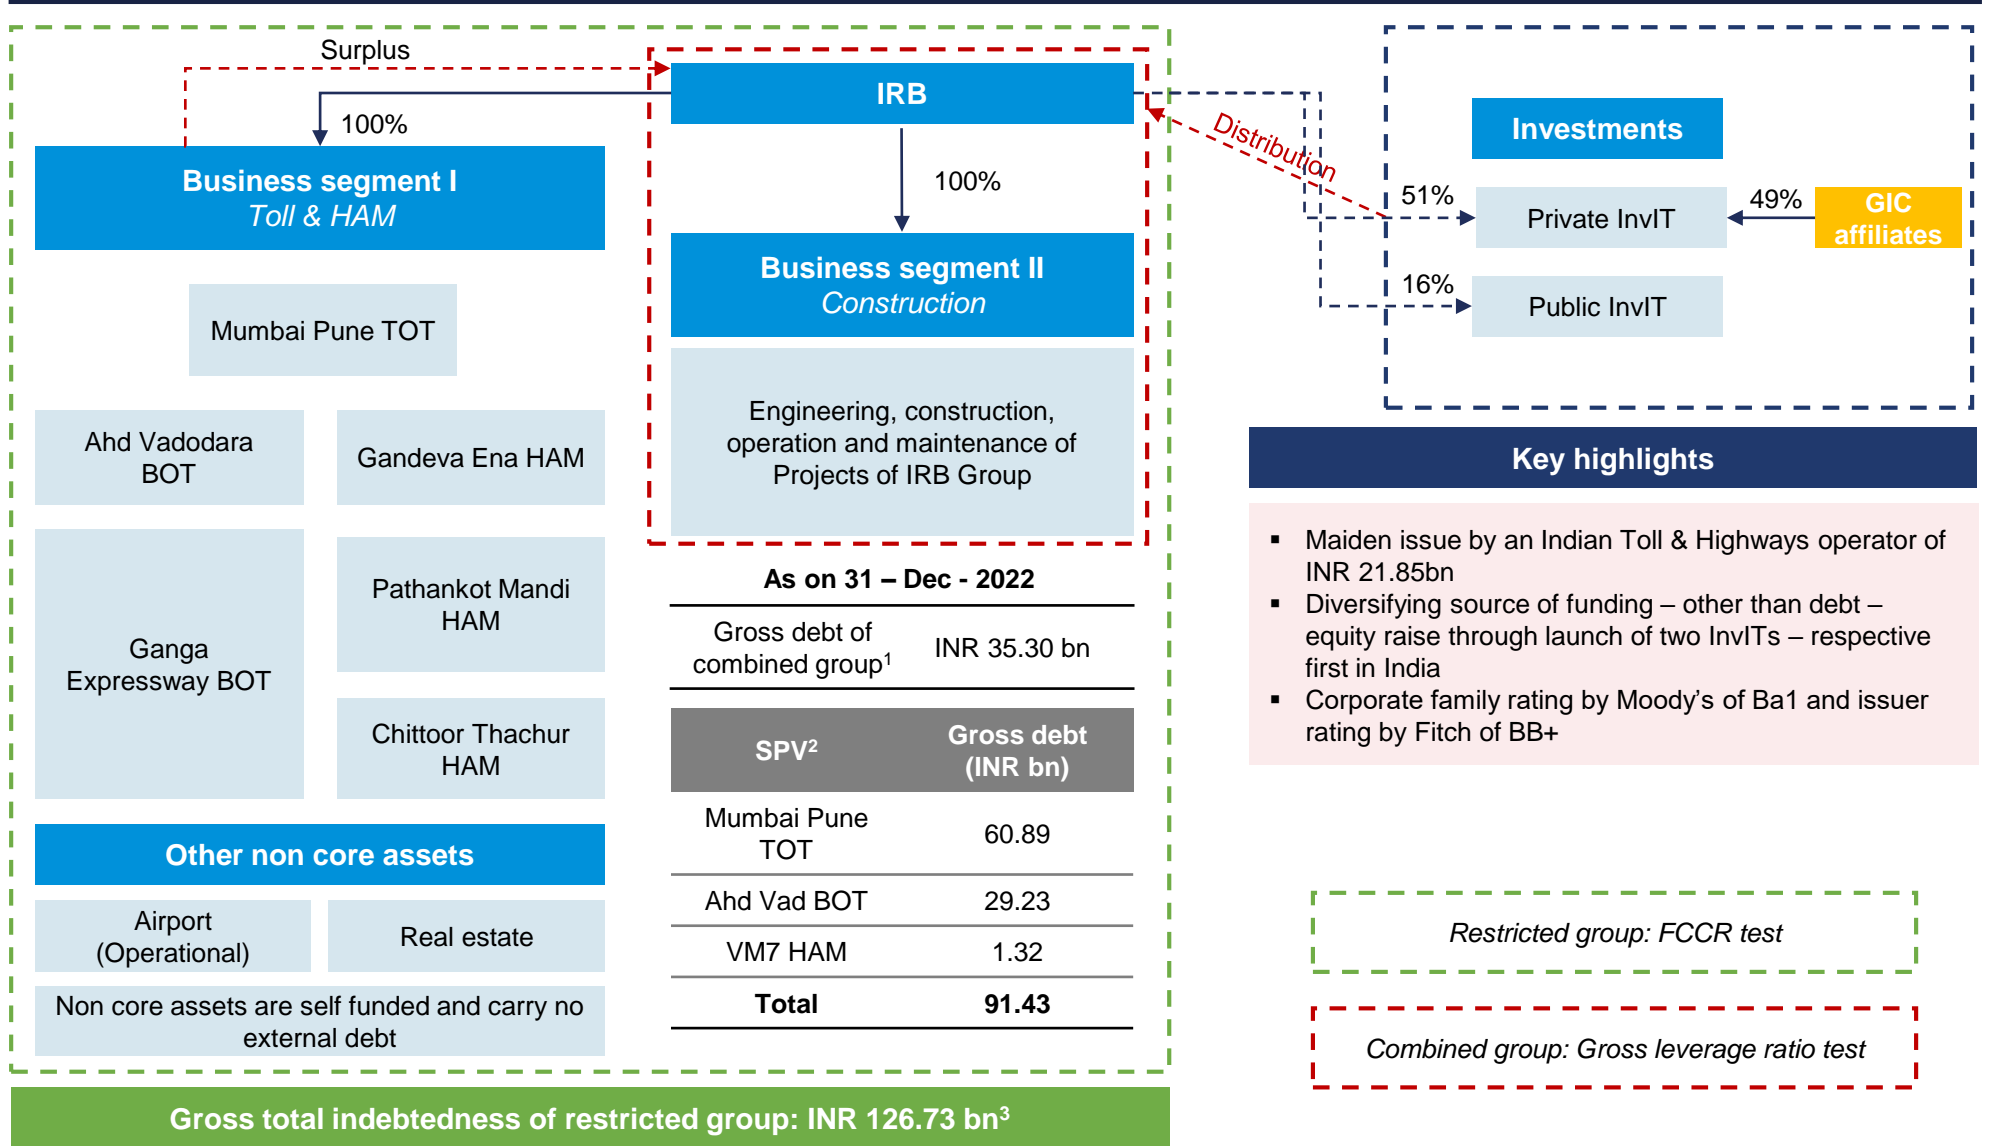 Surplus
100%
IRB
Distribution
Business segment I
Toll & HAM
100%
Business segment II
Construction
Mumbai Pune TOT
Ahd Vadodara
BOT
Gandeva Ena HAM
Ganga
Expressway BOT
Pathankot Mandi
HAM
Chittoor Thachur
HAM
Other non core assets
Airport
(Operational)
Real estate
Non core assets are self funded and carry no
external debt
Engineering, construction,
operation and maintenance of
Projects of IRB Group
As on 31 – Dec - 2022
Gross debt of
combined group1
INR 35.30 bn
SPV2
Gross debt
(INR bn)
Mumbai Pune
TOT
60.89
Ahd Vad BOT
29.23
VM7 HAM
1.32
Total
91.43
Gross total indebtedness of restricted group: INR 126.73 bn3
Investments
51%
Private InvIT
49%
GIC
affiliates
16%
Public InvIT
Key highlights
▪ Maiden issue by an Indian Toll & Highways operator of
INR 21.85bn
▪ Diversifying source of funding – other than debt –
equity raise through launch of two InvITs – respective
first in India
▪ Corporate family rating by Moody’s of Ba1 and issuer
rating by Fitch of BB+
Restricted group: FCCR test
Combined group: Gross leverage ratio test